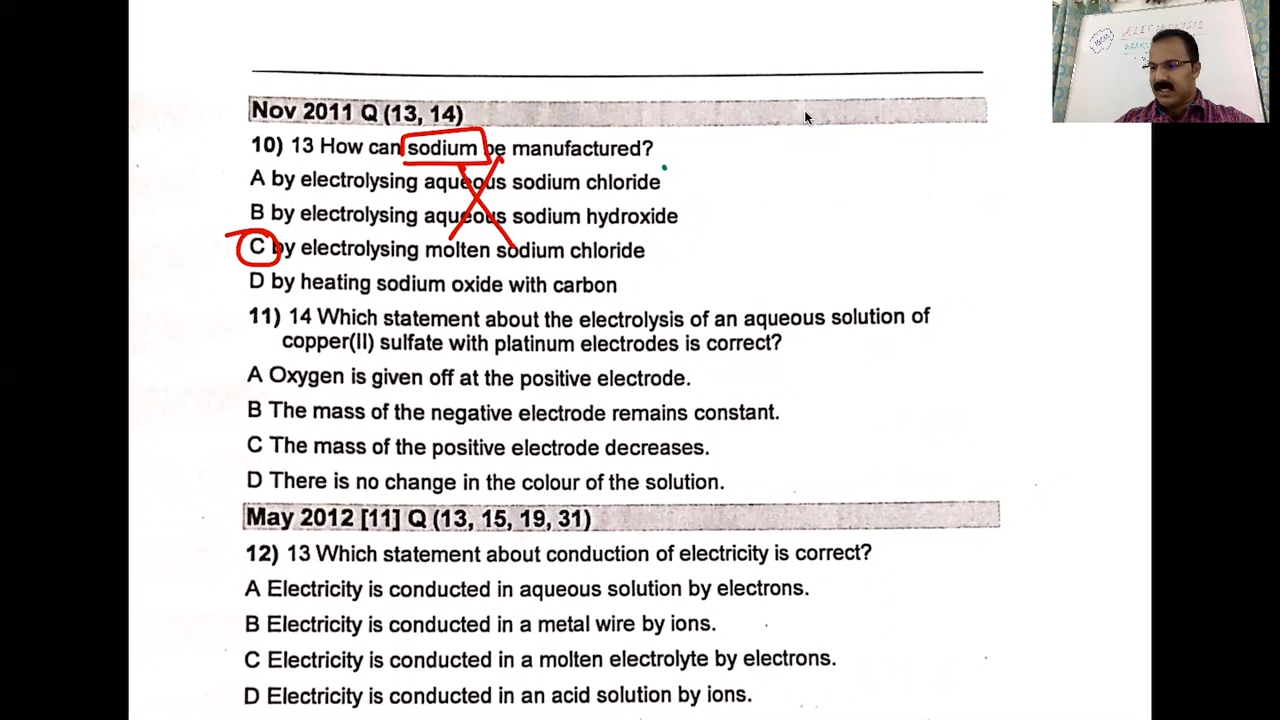 ELECTROLYSIS
Nov 2011 Q (13, 14)
10) 13 How can sodium be manufactured?
A by electrolysing aqueous sodium chloride
B by electrolysing aqueous sodium hydroxide
C by electrolysing molten sodium chloride
D by heating sodium oxide with carbon
11) 14 Which statement about the electrolysis of an aqueous solution of
copper(II) sulfate with platinum electrodes is correct?
A Oxygen is given off at the positive electrode.
B The mass of the negative electrode remains constant.
C The mass of the positive electrode decreases.
D There is no change in the colour of the solution.
May 2012 [11] Q (13, 15, 19, 31)
12) 13 Which statement about conduction of electricity is correct?
A Electricity is conducted in aqueous solution by electrons.
B Electricity is conducted in a metal wire by ions.
C Electricity is conducted in a molten electrolyte by electrons.
D Electricity is conducted in an acid solution by ions.